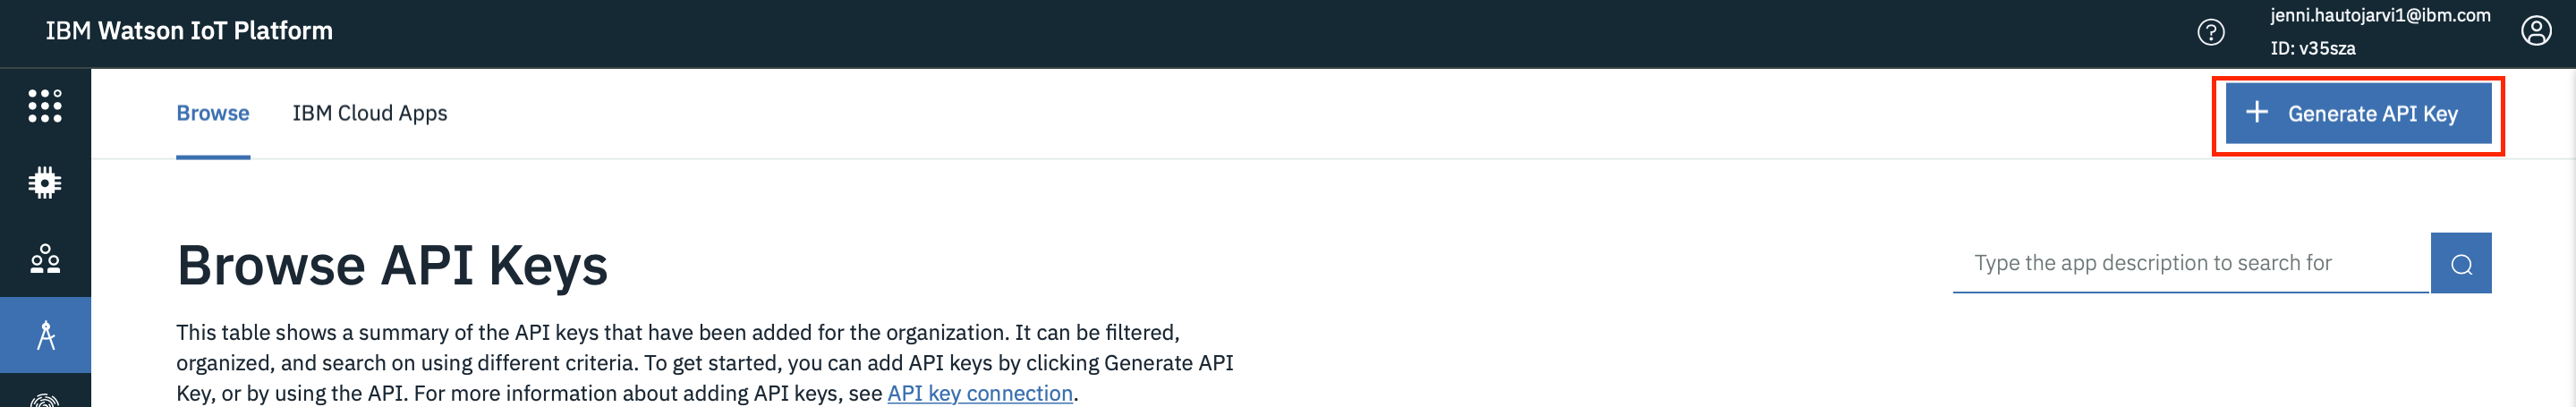 IBM Watson IoT Platform
jenni.hautojarvi1@ibm.com
ID: v35sza
Browse
IBM Cloud Apps
Generate API Key
Browse API Keys
Type the app description to search for
This table shows a summary of the API keys that have been added for the organization. It can be filtered,
organized, and search on using different criteria. To get started, you can add API keys by clicking Generate API
Key, or by using the API. For more information about adding API keys, see API key connection.